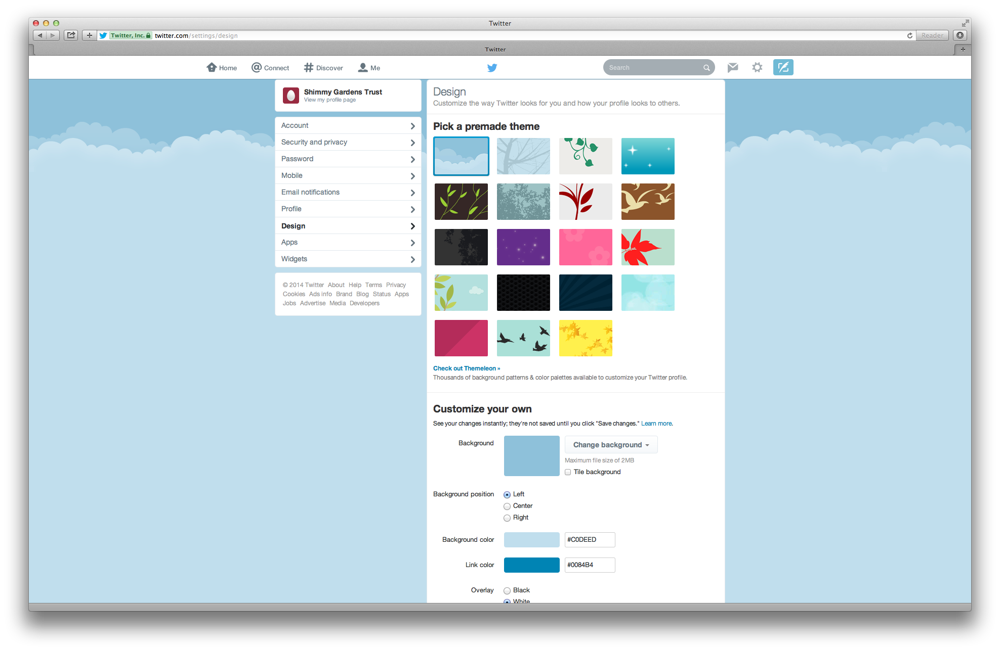 Twitter
Twitter, Inc. twitter.com/settings/design
Reader
Twitter
Home Connect Discover Me
Search
Shimmy Gardens Trust
View my profile page
Account
Security and privacy
Password
Mobile
Email notifications
Profile
Design
Apps
Widgets
© 2014 Twitter About Help Terms Privacy
Cookies Ads info Brand Blog Status Apps
Jobs Advertise Media Developers
Design
Customize the way Twitter looks for you and how your profile looks to others.
Pick a premade theme
Check out Themeleon »
Thousands of background patterns & color palettes available to customize your Twitter profile.
Customize your own
See your changes instantly; they're not saved until you click "Save changes." Learn more.
Background
Change background
Maximum file size of 2MB
Tile background
Background position
Left
Center
Right
Background color
#C0DEED
Link color
#0084B4
Overlay
Black
White